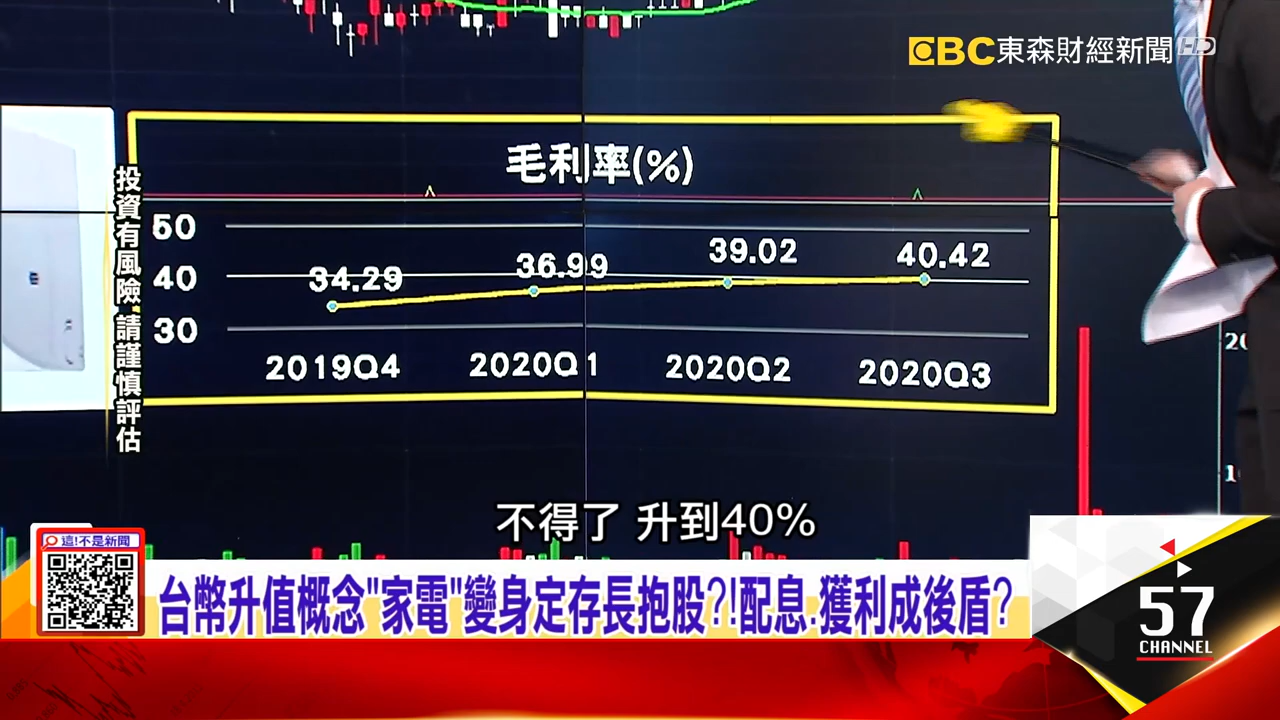 EBC東森財經新聞HD
毛利率(%)
投資有風險 請謹慎評估
50
40
30
34.29
36.99
39.02
40.42
2019Q4
2020Q1
2020Q2
2020Q3
不得了 升到40%
這!不是新聞
台幣升值概念"家電"變身定存長抱股?!配息.獲利成後盾?
57
CHANNEL